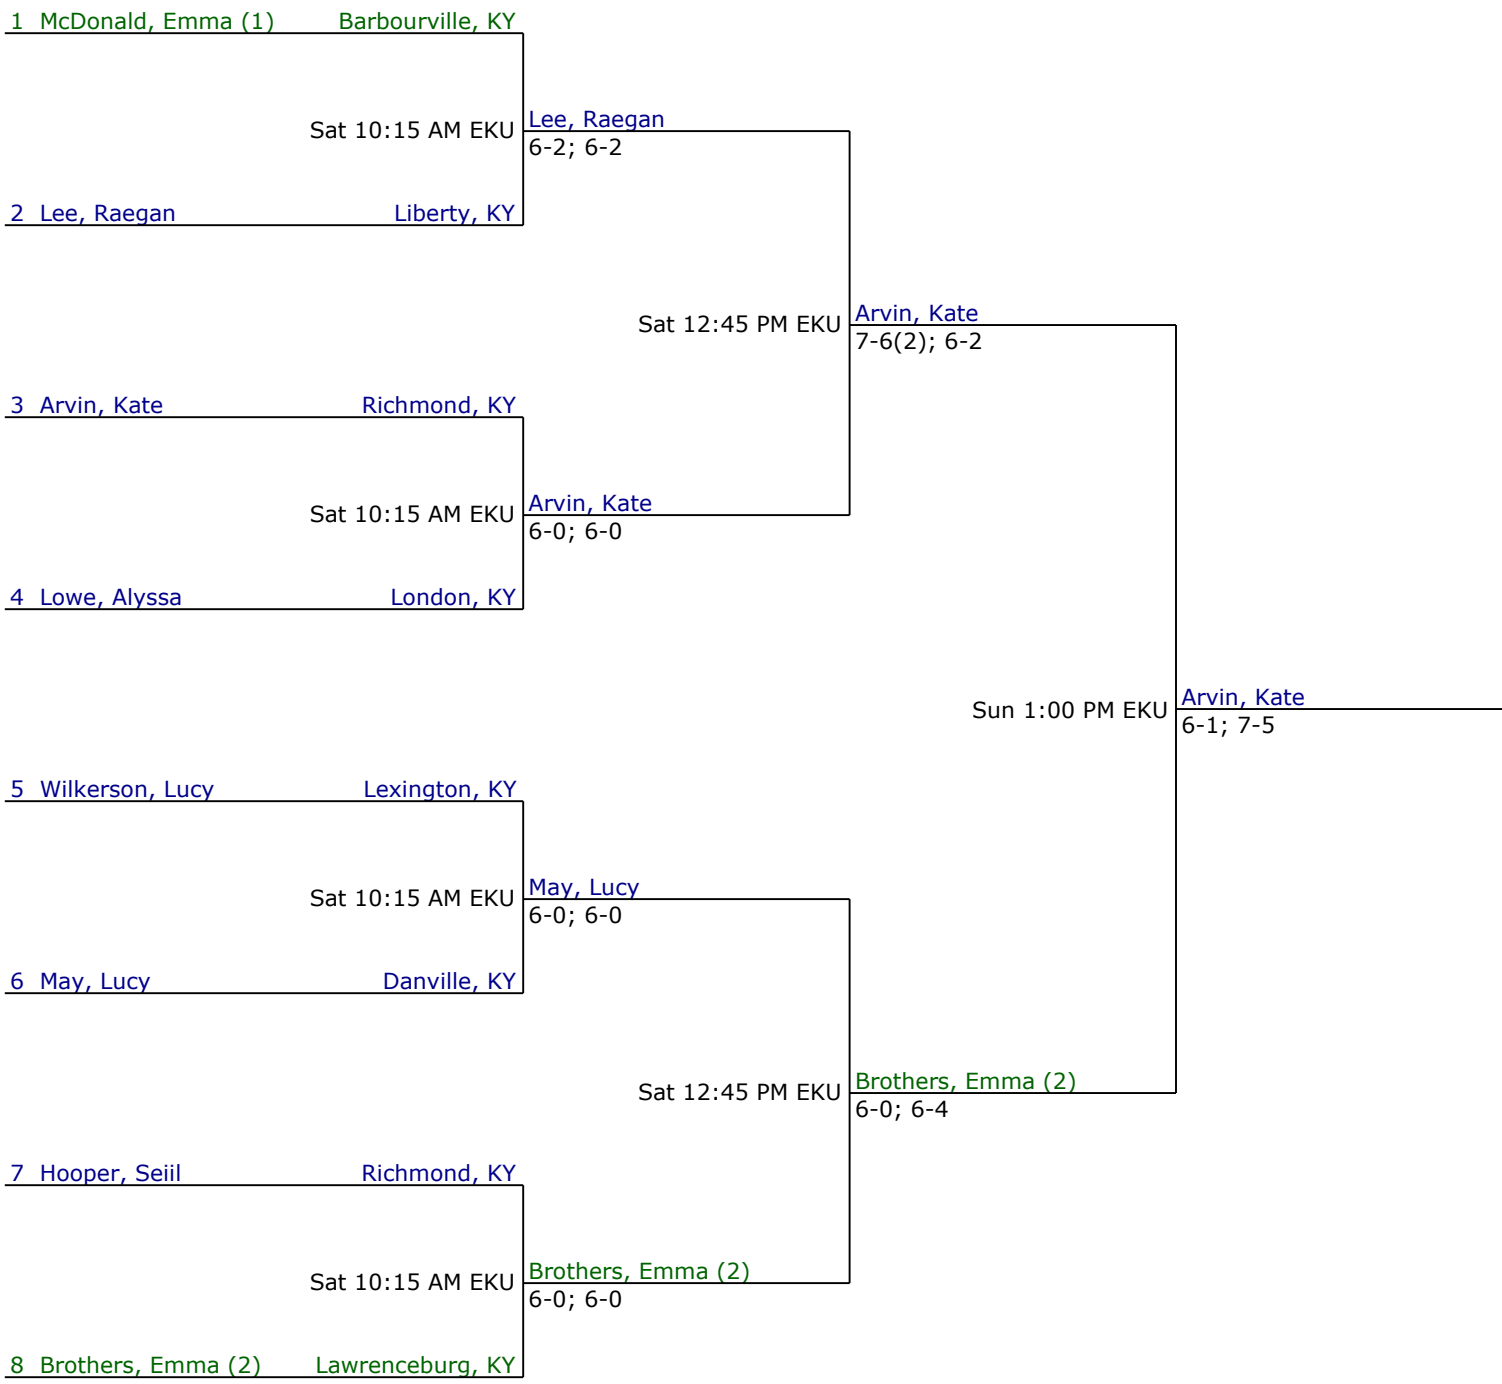 1 McDonald, Emma (1) Barbourville, KY
Sat 10:15 AM EKU
Lee, Raegan
6-2; 6-2
2 Lee, Raegan Liberty, KY
Sat 12:45 PM EKU
Arvin, Kate
7-6(2); 6-2
3 Arvin, Kate Richmond, KY
Sat 10:15 AM EKU
Arvin, Kate
6-0; 6-0
4 Lowe, Alyssa London, KY
Sun 1:00 PM EKU
Arvin, Kate
6-1; 7-5
5 Wilkerson, Lucy Lexington, KY
Sat 10:15 AM EKU
May, Lucy
6-0; 6-0
6 May, Lucy Danville, KY
Sat 12:45 PM EKU
Brothers, Emma (2)
6-0; 6-4
7 Hooper, Seiil Richmond, KY
Sat 10:15 AM EKU
Brothers, Emma (2)
6-0; 6-0
8 Brothers, Emma (2) Lawrenceburg, KY